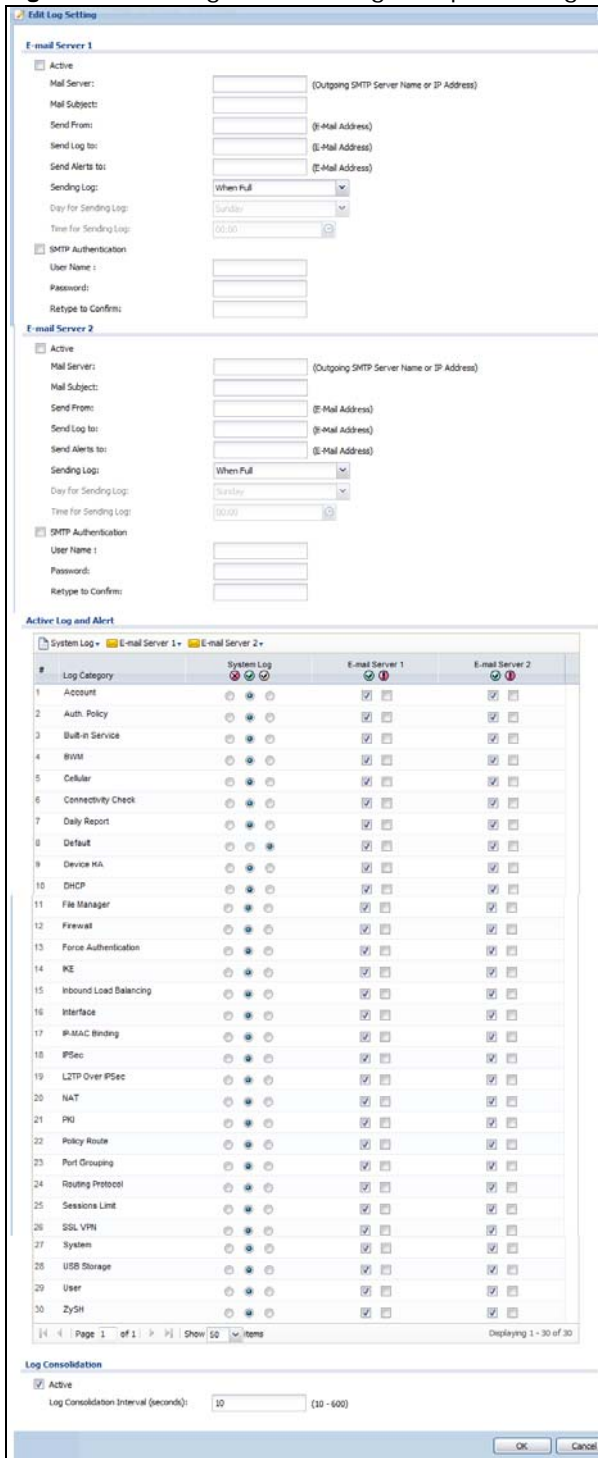 Edit Log Setting
E-mail Server 1
Active
Mail Server: (Outgoing SMTP Server Name or IP Address)
Mail Subject:
Send From: (E-Mail Address)
Send Log to: (E-Mail Address)
Send Alerts to: (E-Mail Address)
Sending Log: When Full
Day for Sending Log: Sunday
Time for Sending Log: 00:00
SMTP Authentication
User Name :
Password:
Retype to Confirm:
E-mail Server 2
Active
Mail Server: (Outgoing SMTP Server Name or IP Address)
Mail Subject:
Send From: (E-Mail Address)
Send Log to: (E-Mail Address)
Send Alerts to: (E-Mail Address)
Sending Log: When Full
Day for Sending Log: Sunday
Time for Sending Log: 00:00
SMTP Authentication
User Name :
Password:
Retype to Confirm:
Active Log and Alert
System Log E-mail Server 1 E-mail Server 2
# Log Category System Log E-mail Server 1 E-mail Server 2
1 Account
2 Auth. Policy
3 Built-in Service
4 BWM
5 Cellular
6 Connectivity Check
7 Daily Report
8 Default
9 Device HA
10 DHCP
11 File Manager
12 Firewall
13 Force Authentication
14 IKE
15 Inbound Load Balancing
16 Interface
17 IP-MAC Binding
18 IPSec
19 L2TP Over IPSec
20 NAT
21 PKI
22 Policy Route
23 Port Grouping
24 Routing Protocol
25 Sessions Limit
26 SSL VPN
27 System
28 USB Storage
29 User
30 ZySH
Page 1 of 1 Show 50 items Displaying 1 - 30 of 30
Log Consolidation
Active
Log Consolidation Interval (seconds): 10 (10 - 600)
OK Cancel